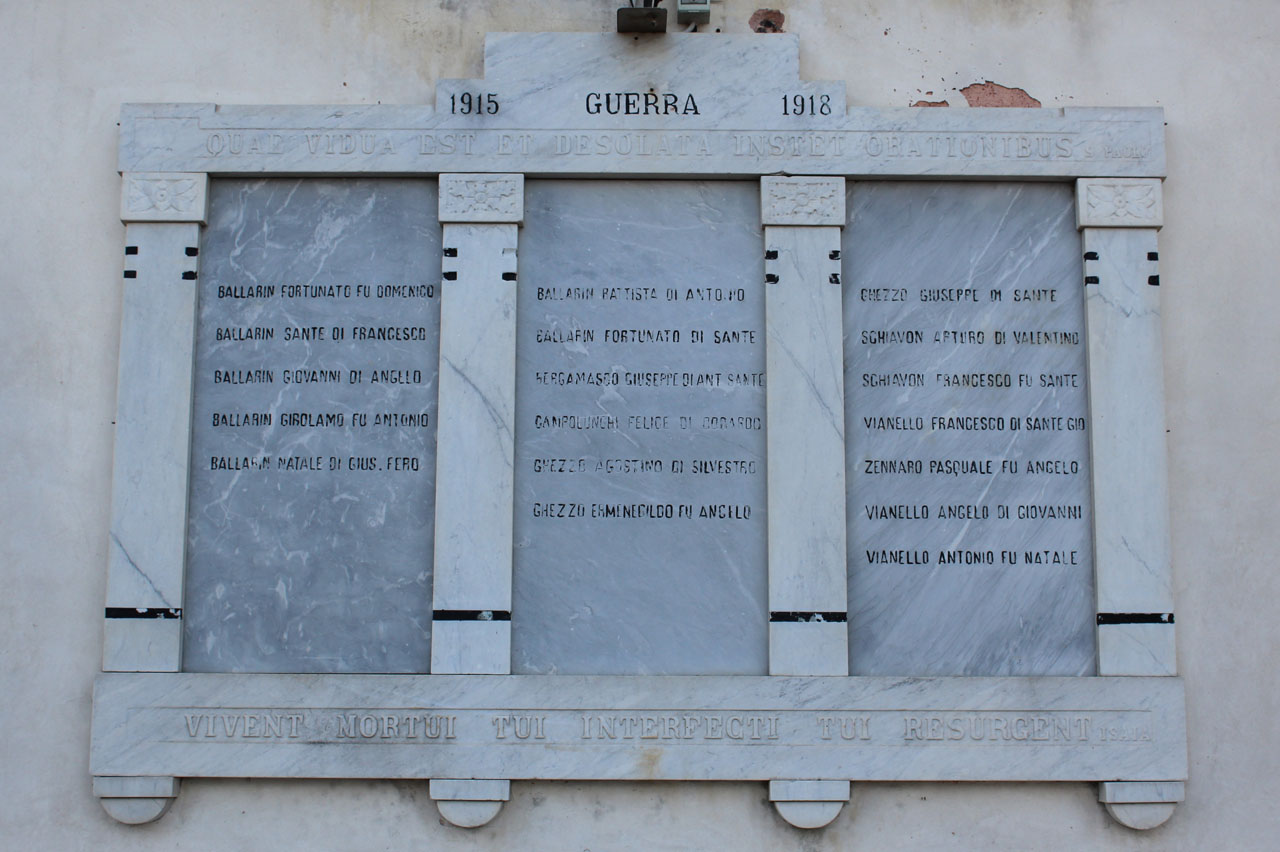 1915 GUERRA 1918
QUAE VIDUA EST ET DESOLATA INSTET ORATIONIBUS S. PAOLO
BALLARIN FORTUNATO FU DOMENICO
BALLARIN SANTE DI FRANCESCO
BALLARIN GIOVANNI DI ANGELO
BALLARIN GIROLAMO FU ANTONIO
BALLARIN NATALE DI GIUS. FERO
BALLARIN BATTISTA DI ANTONIO
BALLARIN FORTUNATO DI SANTE
BERGAMASCO GIUSEPPE DI ANT. SANTE
CAMPOLUNGHI FELICE DI
GHEZZO AGOSTINO DI SILVESTRO
GHEZZO ERMENEGILDO FU ANGELO
GHEZZO GIUSEPPE DI SANTE
SCHIAVON ARTURO DI VALENTINO
SCHIAVON FRANCESCO FU SANTE
VIANELLO FRANCESCO DI SANTE GIO
ZENNARO PASQUALE FU ANGELO
VIANELLO ANGELO DI GIOVANNI
VIANELLO ANTONIO FU NATALE
VIVENT MORTUI TUI INTERFECTI TUI RESURGENT ISAIA